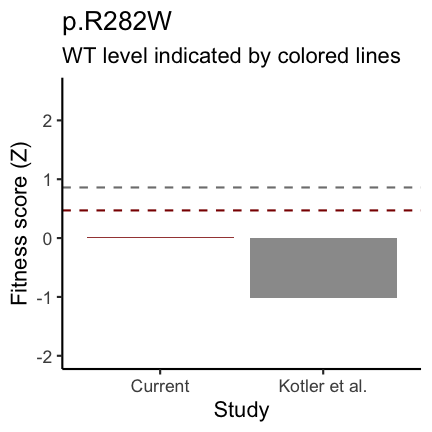 p.R282W
WT level indicated by colored lines
Fitness score (Z)
2
1
0
-1
-2
Current
Kotler et al.
Study